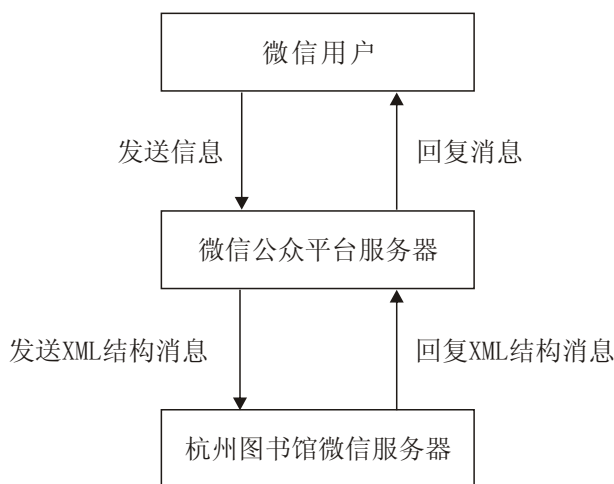 微信用户
发送信息
回复消息
微信公众平台服务器
发送XML结构消息
回复XML结构消息
杭州图书馆微信服务器